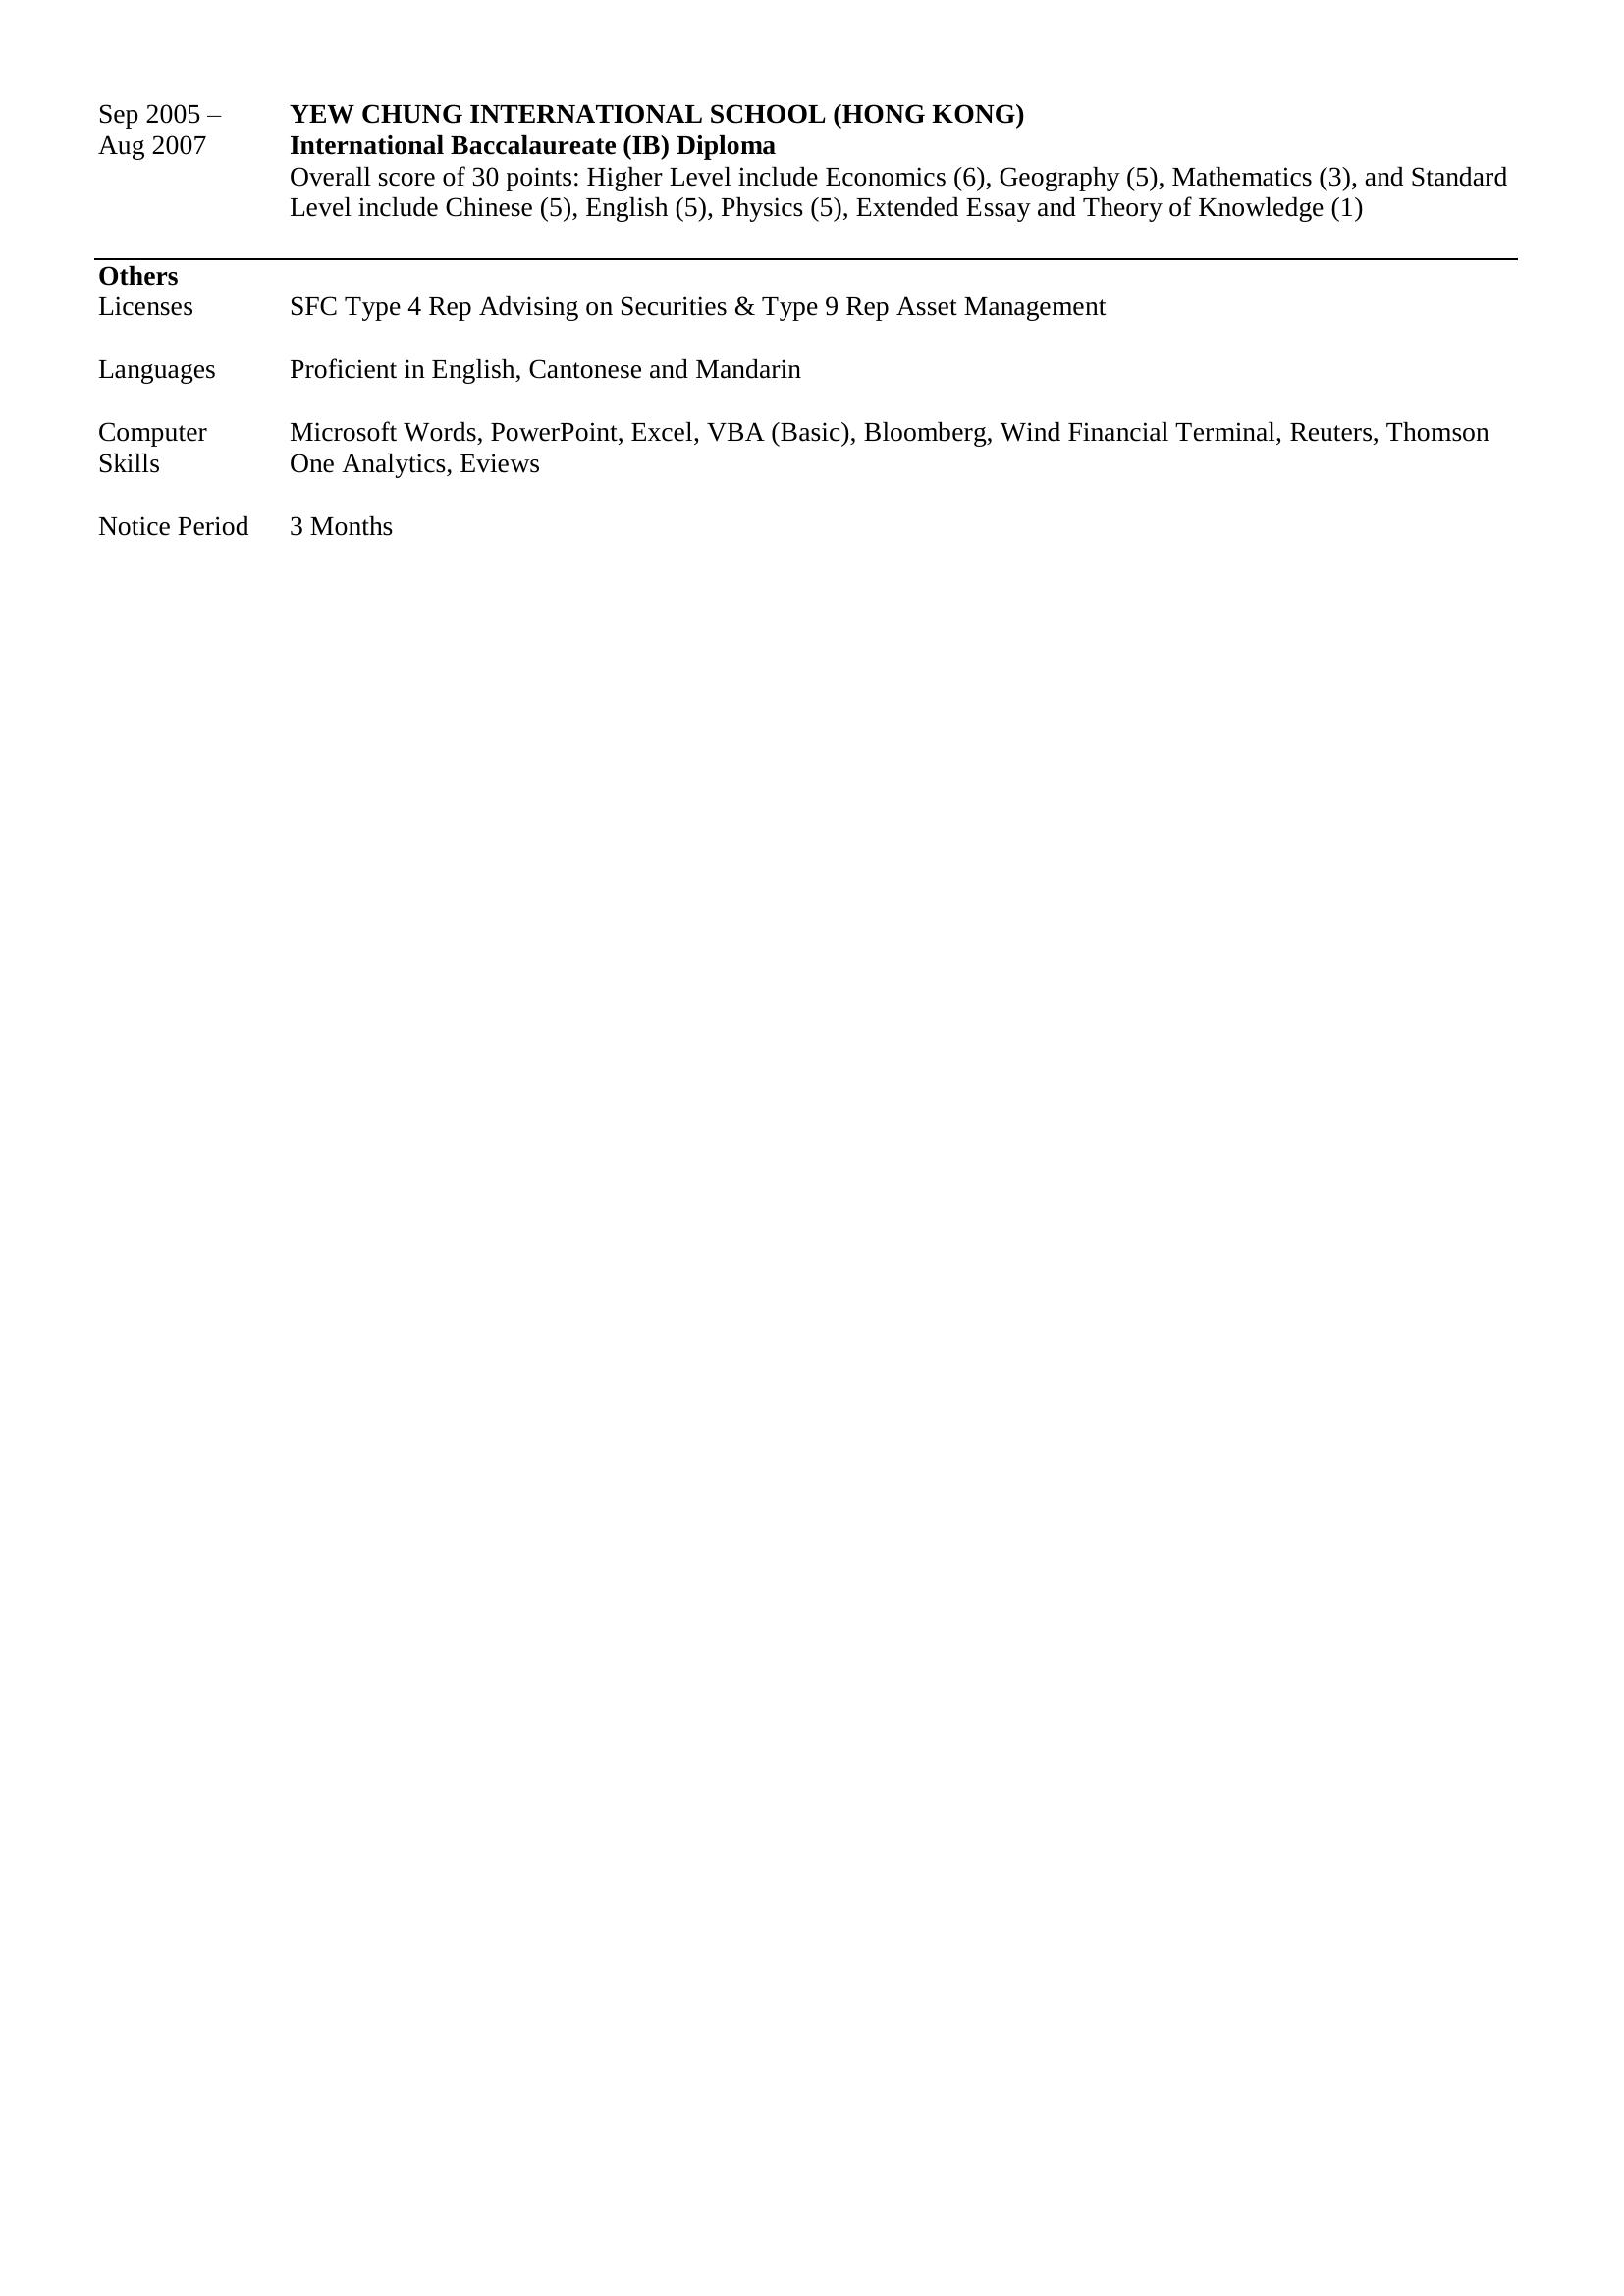 Sep 2005 – YEW CHUNG INTERNATIONAL SCHOOL (HONG KONG)
Aug 2007 International Baccalaureate (IB) Diploma
Overall score of 30 points: Higher Level include Economics (6), Geography (5), Mathematics (3), and Standard
Level include Chinese (5), English (5), Physics (5), Extended Essay and Theory of Knowledge (1)
Others
Licenses SFC Type 4 Rep Advising on Securities & Type 9 Rep Asset Management
Languages Proficient in English, Cantonese and Mandarin
Computer Microsoft Words, PowerPoint, Excel, VBA (Basic), Bloomberg, Wind Financial Terminal, Reuters, Thomson
Skills One Analytics, Eviews
Notice Period 3 Months